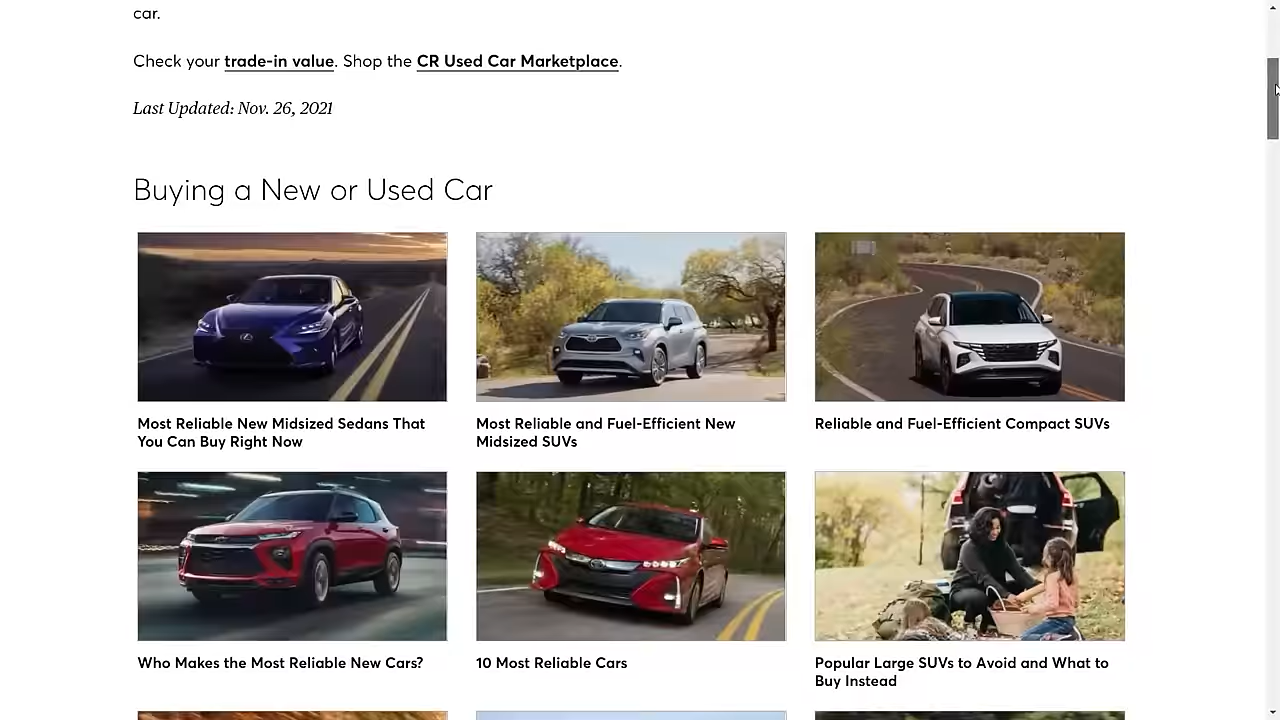 car.
Check your trade-in value. Shop the CR Used Car Marketplace.
Last Updated: Nov. 26, 2021
Buying a New or Used Car
Most Reliable New Midsized Sedans That
You Can Buy Right Now
Most Reliable and Fuel-Efficient New
Midsized SUVs
Reliable and Fuel-Efficient Compact SUVs
Who Makes the Most Reliable New Cars?
10 Most Reliable Cars
Popular Large SUVs to Avoid and What to
Buy Instead